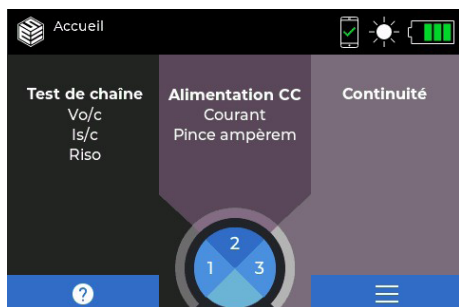 Accueil
Test de chaîne
Vo/c
Is/c
Riso
Alimentation CC
Courant
Pince ampèrem
Continuité
2
1
3
?